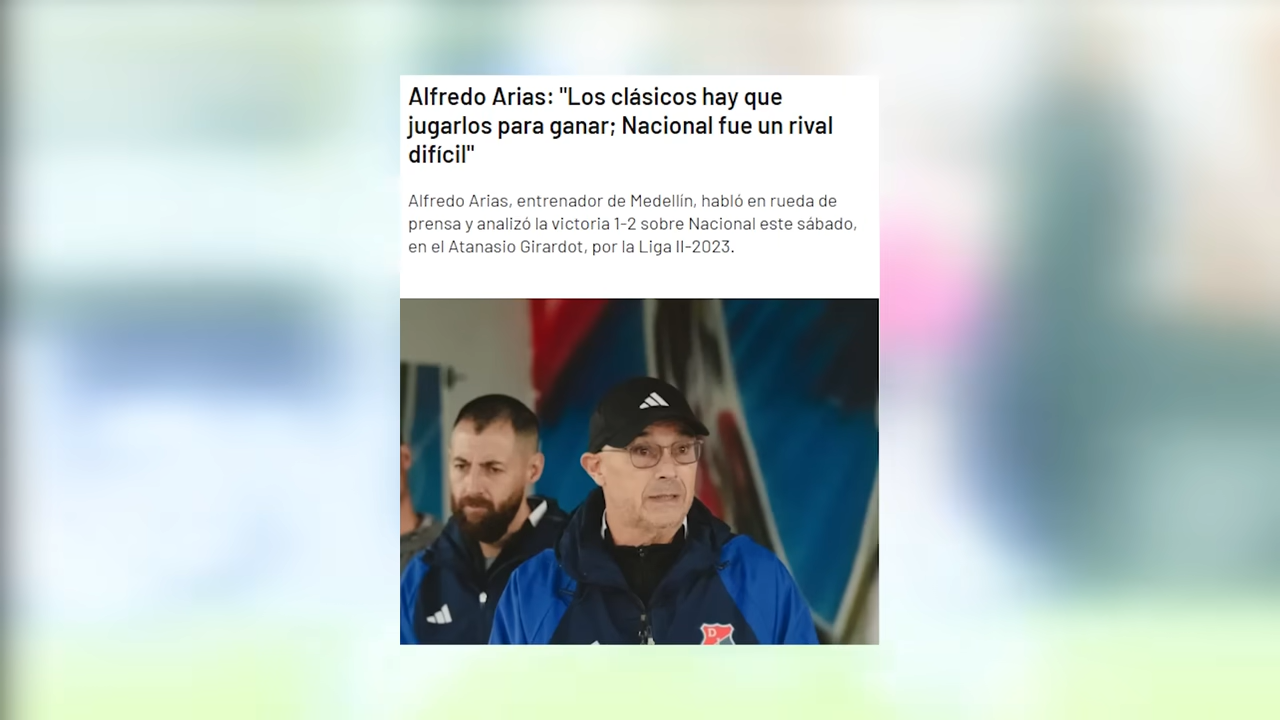 Alfredo Arias: "Los clásicos hay que
jugarlos para ganar; Nacional fue un rival
difícil"
Alfredo Arias, entrenador de Medellín, habló en rueda de
prensa y analizó la victoria 1-2 sobre Nacional este sábado,
en el Atanasio Girardot, por la Liga II-2023.